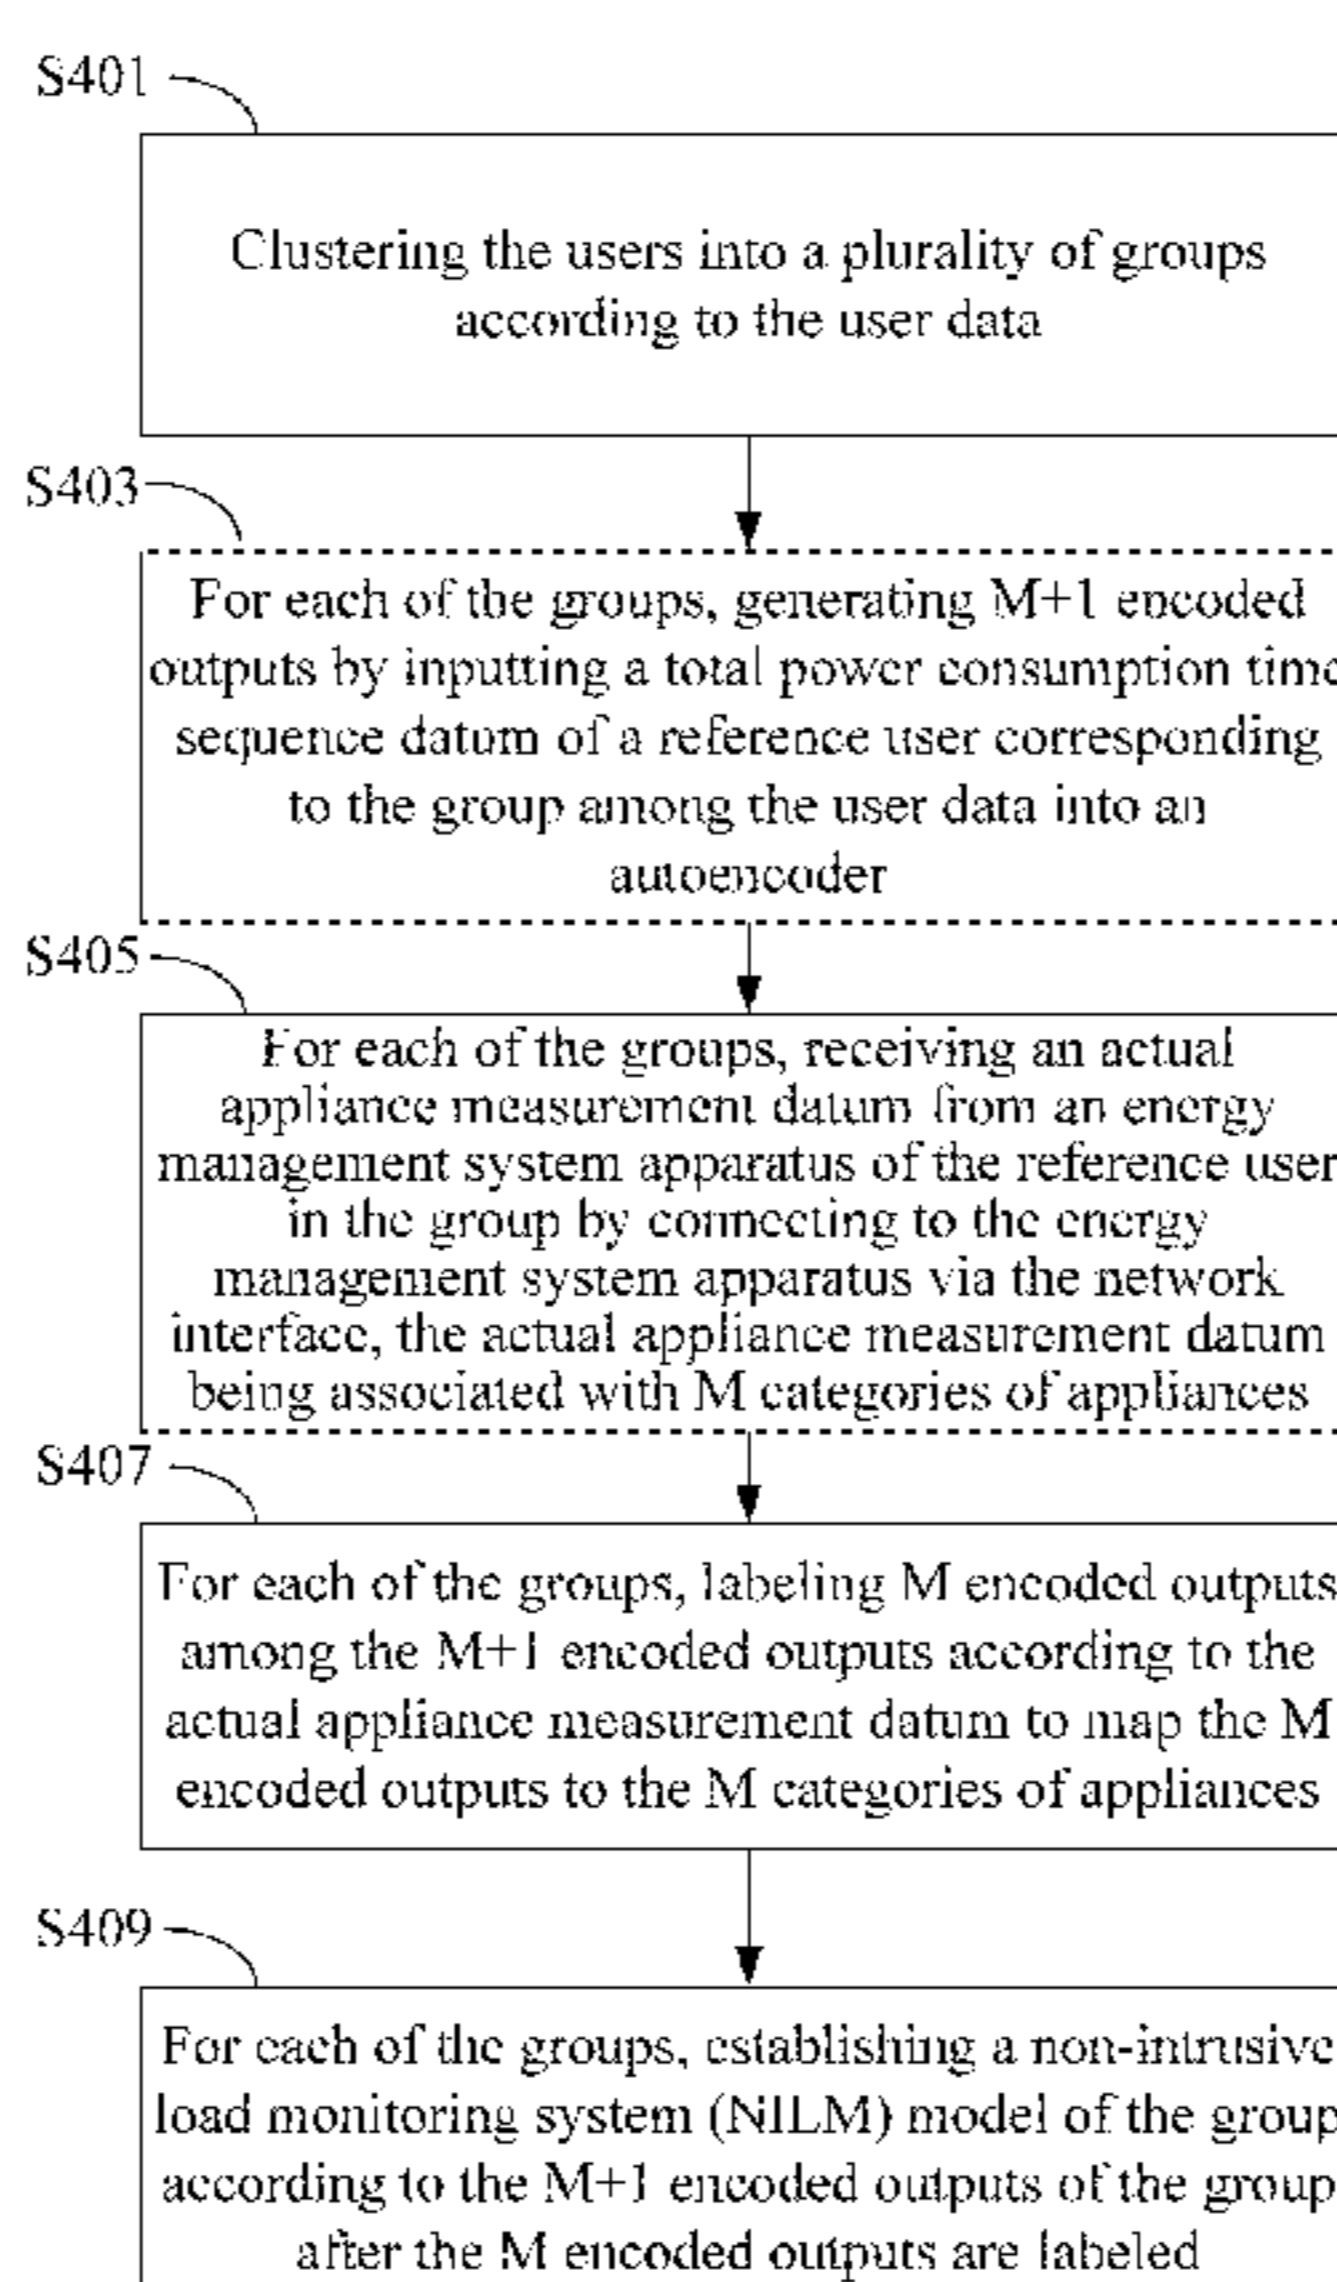 S401
Clustering the users into a plurality of groups
according to the user data
S403
For each of the groups, generating M+1 encoded
outputs by inputting a total power consumption time
sequence datum of a reference user corresponding
to the group among the user data into an
autoencoder
S405
For each of the groups, receiving an actual
appliance measurement datum from an energy
management system apparatus of the reference user
in the group by connecting to the energy
management system apparatus via the network
interface, the actual appliance measurement datum
being associated with M categories of appliances
S407
For each of the groups, labeling M encoded outputs
among the M+1 encoded outputs according to the
actual appliance measurement datum to map the M
encoded outputs to the M categories of appliances
S409
For each of the groups, establishing a non-intrusive
load monitoring system (NILM) model of the group
according to the M+1 encoded outputs of the group
after the M encoded outputs are labeled